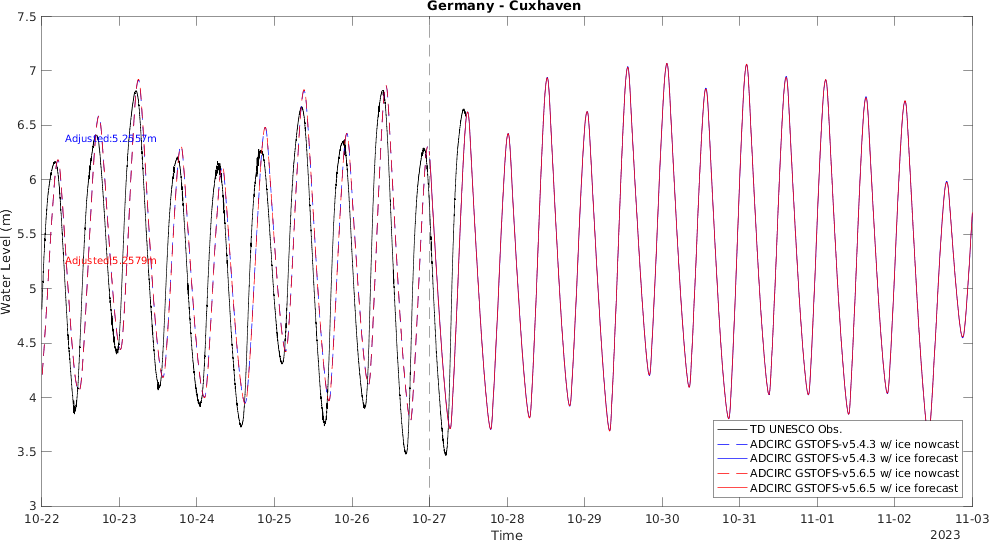 Germany - Cuxhaven
7.5
7
6.5
6
5.5
5
4.5
4
3.5
3
Water Level (m)
Adjusted:5.2557m
Adjusted:5.2579m
TD UNESCO Obs.
ADCIRC GSTOFS-v5.4.3 w/ ice nowcast
ADCIRC GSTOFS-v5.4.3 w/ ice forecast
ADCIRC GSTOFS-v5.6.5 w/ ice nowcast
ADCIRC GSTOFS-v5.6.5 w/ ice forecast
10-22 10-23 10-24 10-25 10-26 10-27 10-28 10-29 10-30 10-31 11-01 11-02 11-03
Time
2023